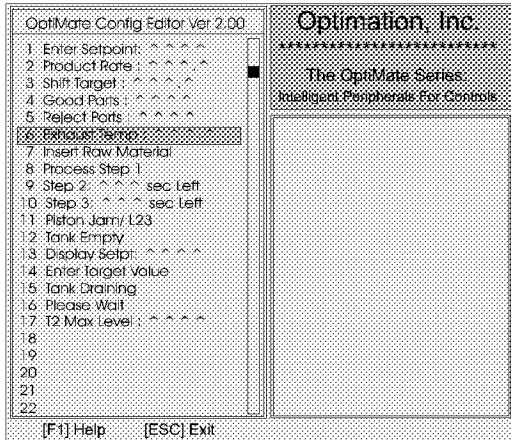 OptiMate Config Editor Ver 2.00
1 Enter Setpoint: ^ ^ ^ ^
2 Product Rate : ^ ^ ^.^
3 Shift Target : ^ ^ ^.^
4 Good Parts : ^ ^ ^ ^
5 Reject Parts : ^ ^ ^ ^
6 Exhaust Temp : ^ ^ ^ ^ ^
7 Insert Raw Material
8 Process Step 1
9 Step 2: ^ ^ ^ sec Left
10 Step 3: ^ ^ ^ sec Left
11 Piston Jam/ L23
12 Tank Empty
13 Display Setpt: ^ ^ ^ ^
14 Enter Target Value
15 Tank Draining
16 Please Wait
17 T2 Max Level : ^ ^ ^ ^
18
19
20
21
22
[F1] Help [ESC] Exit
Optimation, Inc.
*****************************
The OptiMate Series:
Intelligent Peripherals For Controls